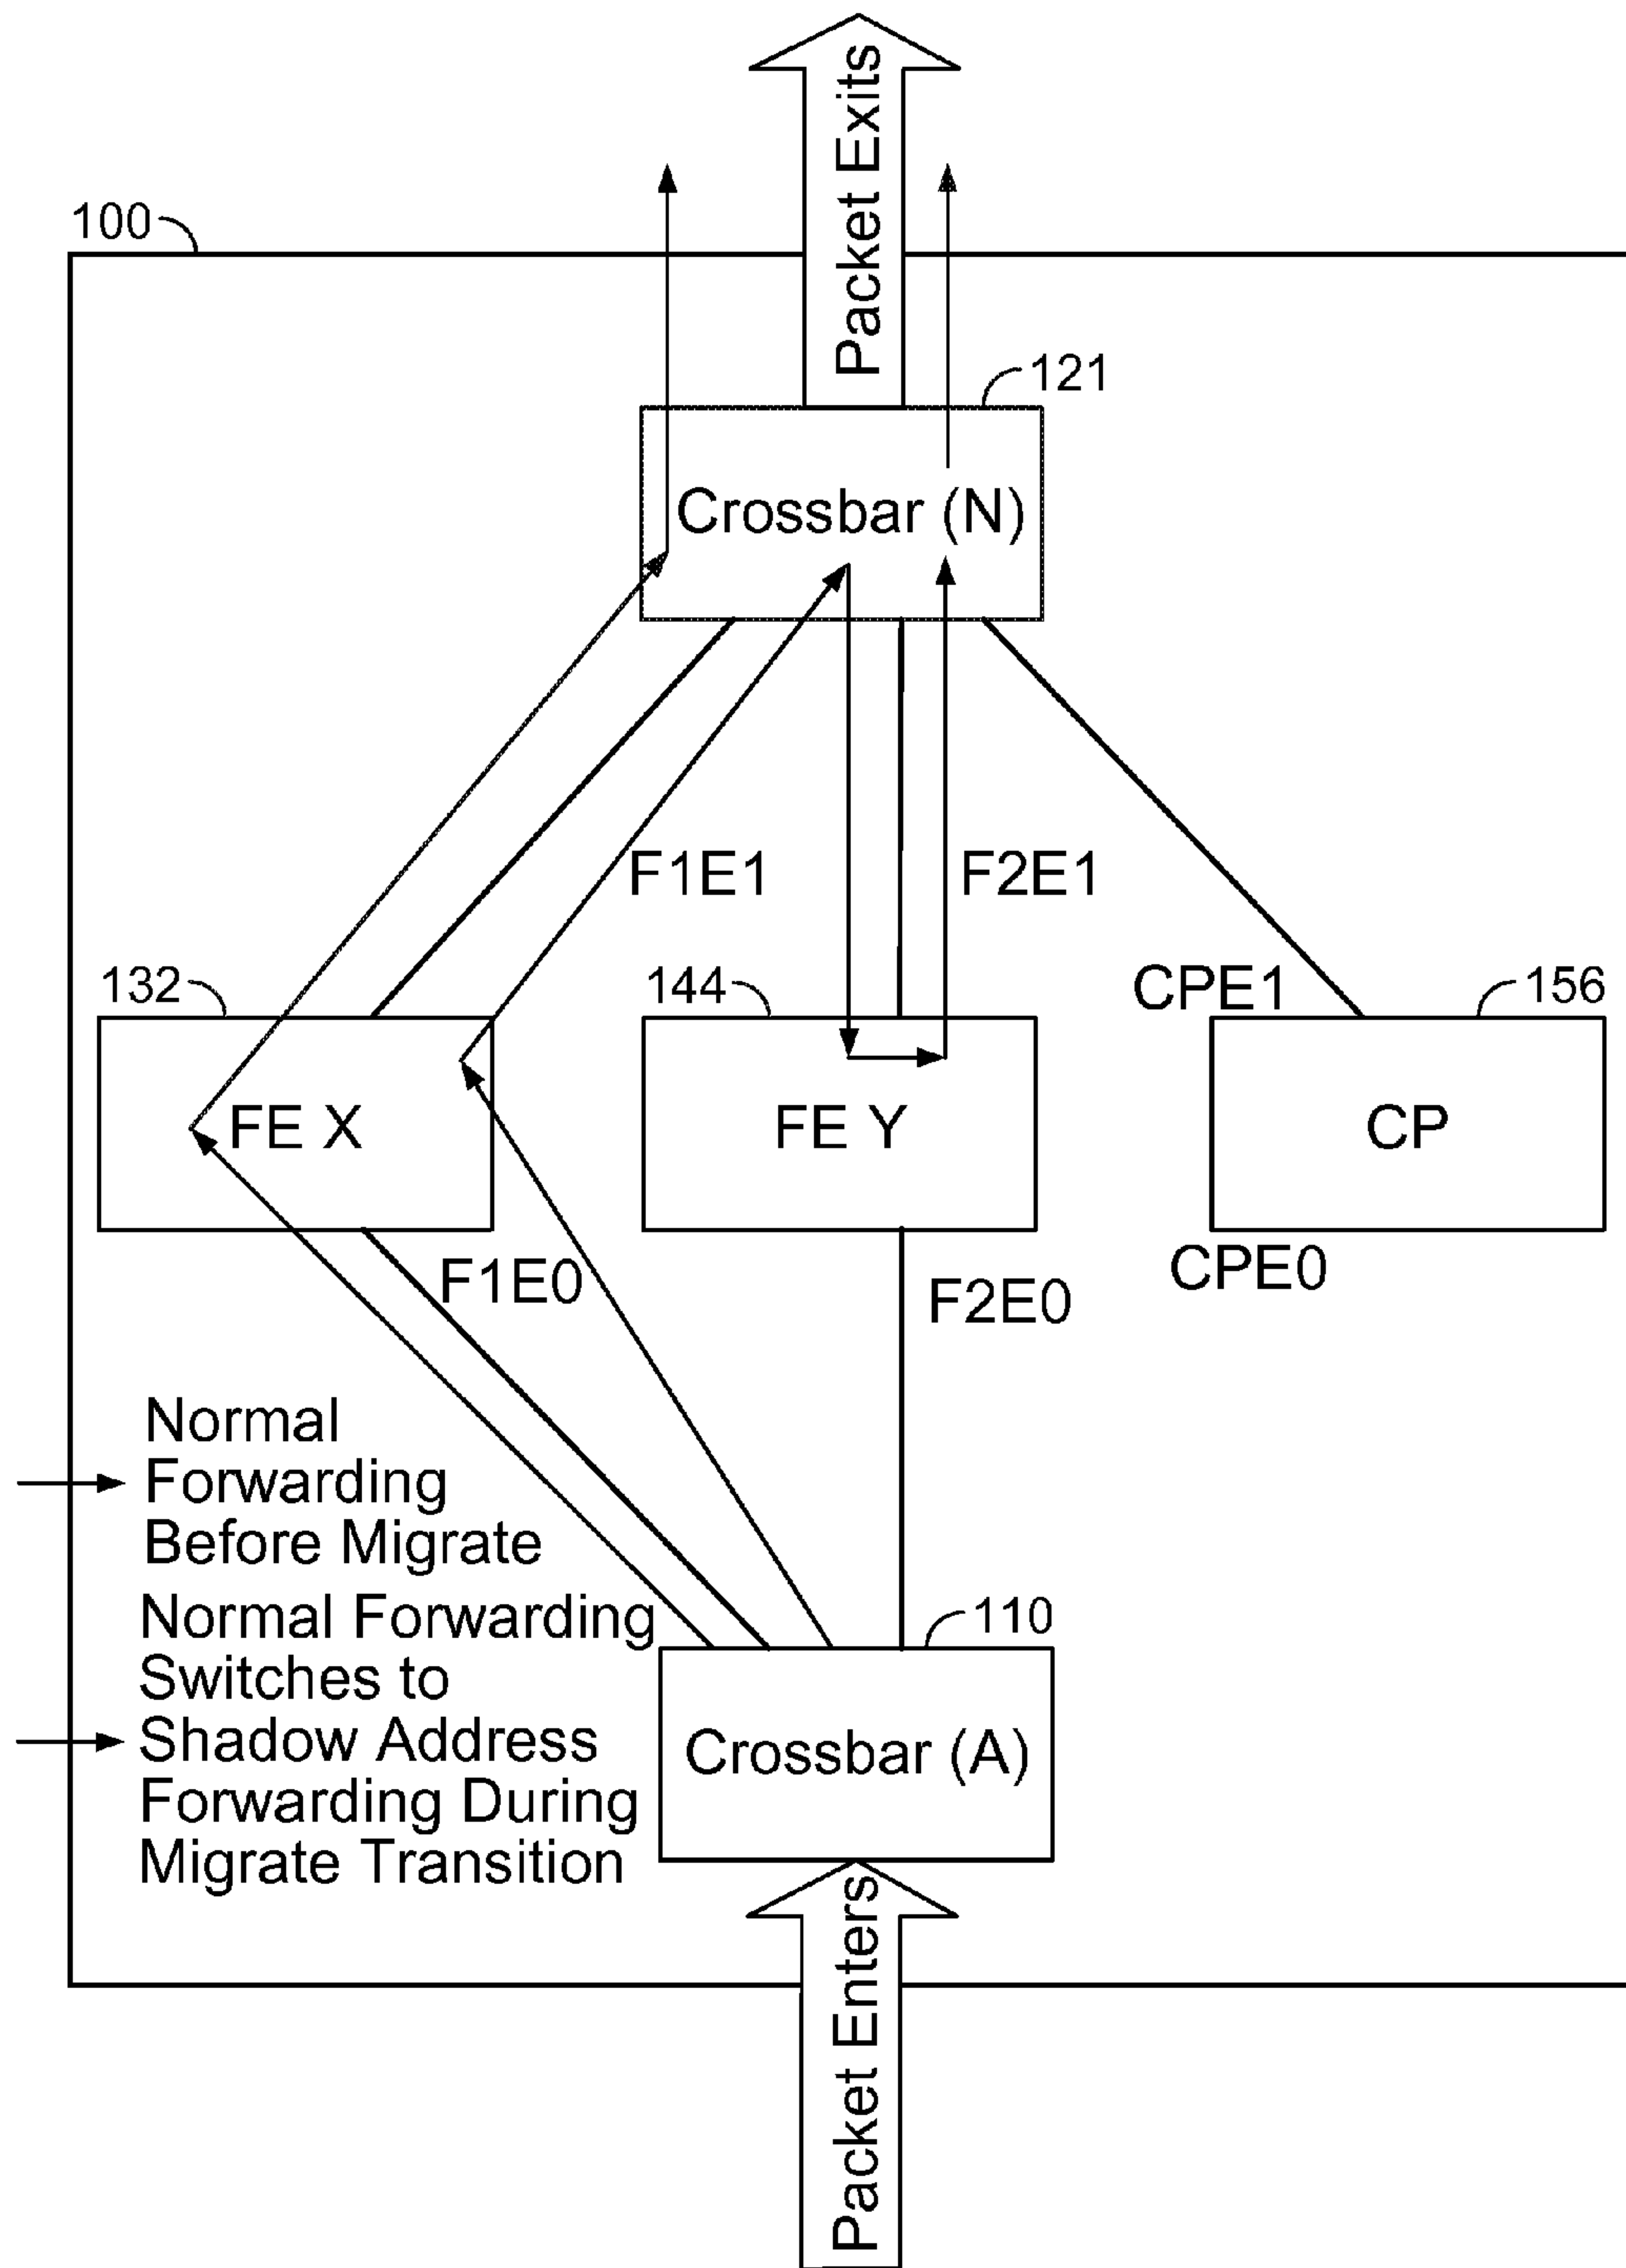 Packet Exits
100
121
Crossbar (N)
F1E1
F2E1
132
144
CPE1
156
FE X
FE Y
CP
F1E0
CPE0
F2E0
Normal
Forwarding
Before Migrate
Normal Forwarding
Switches to
Shadow Address
Forwarding During
Migrate Transition
110
Crossbar (A)
Packet Enters